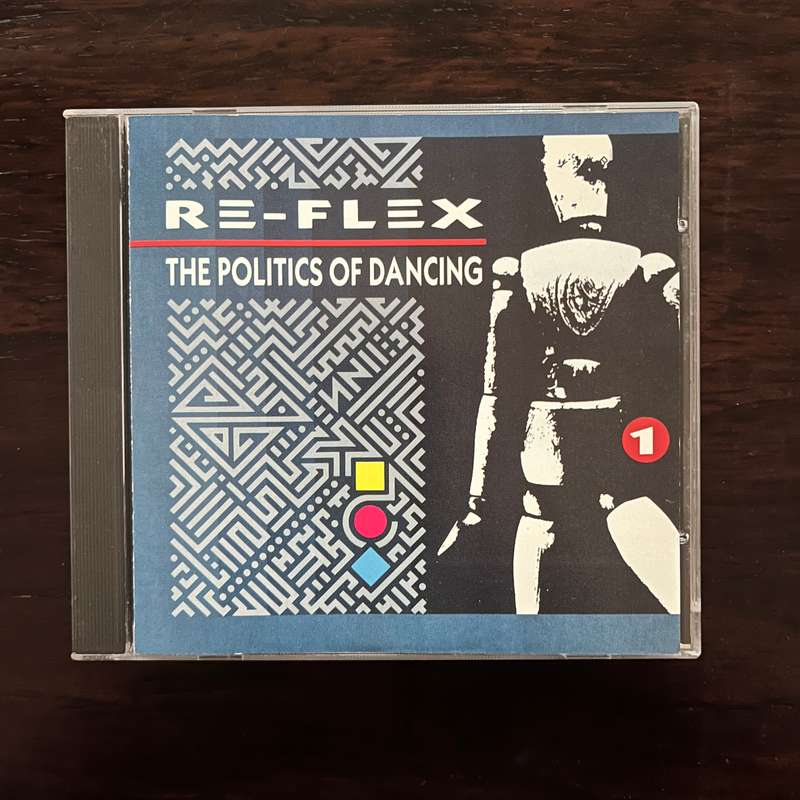 RE-FLEX
THE POLITICS OF DANCING
1